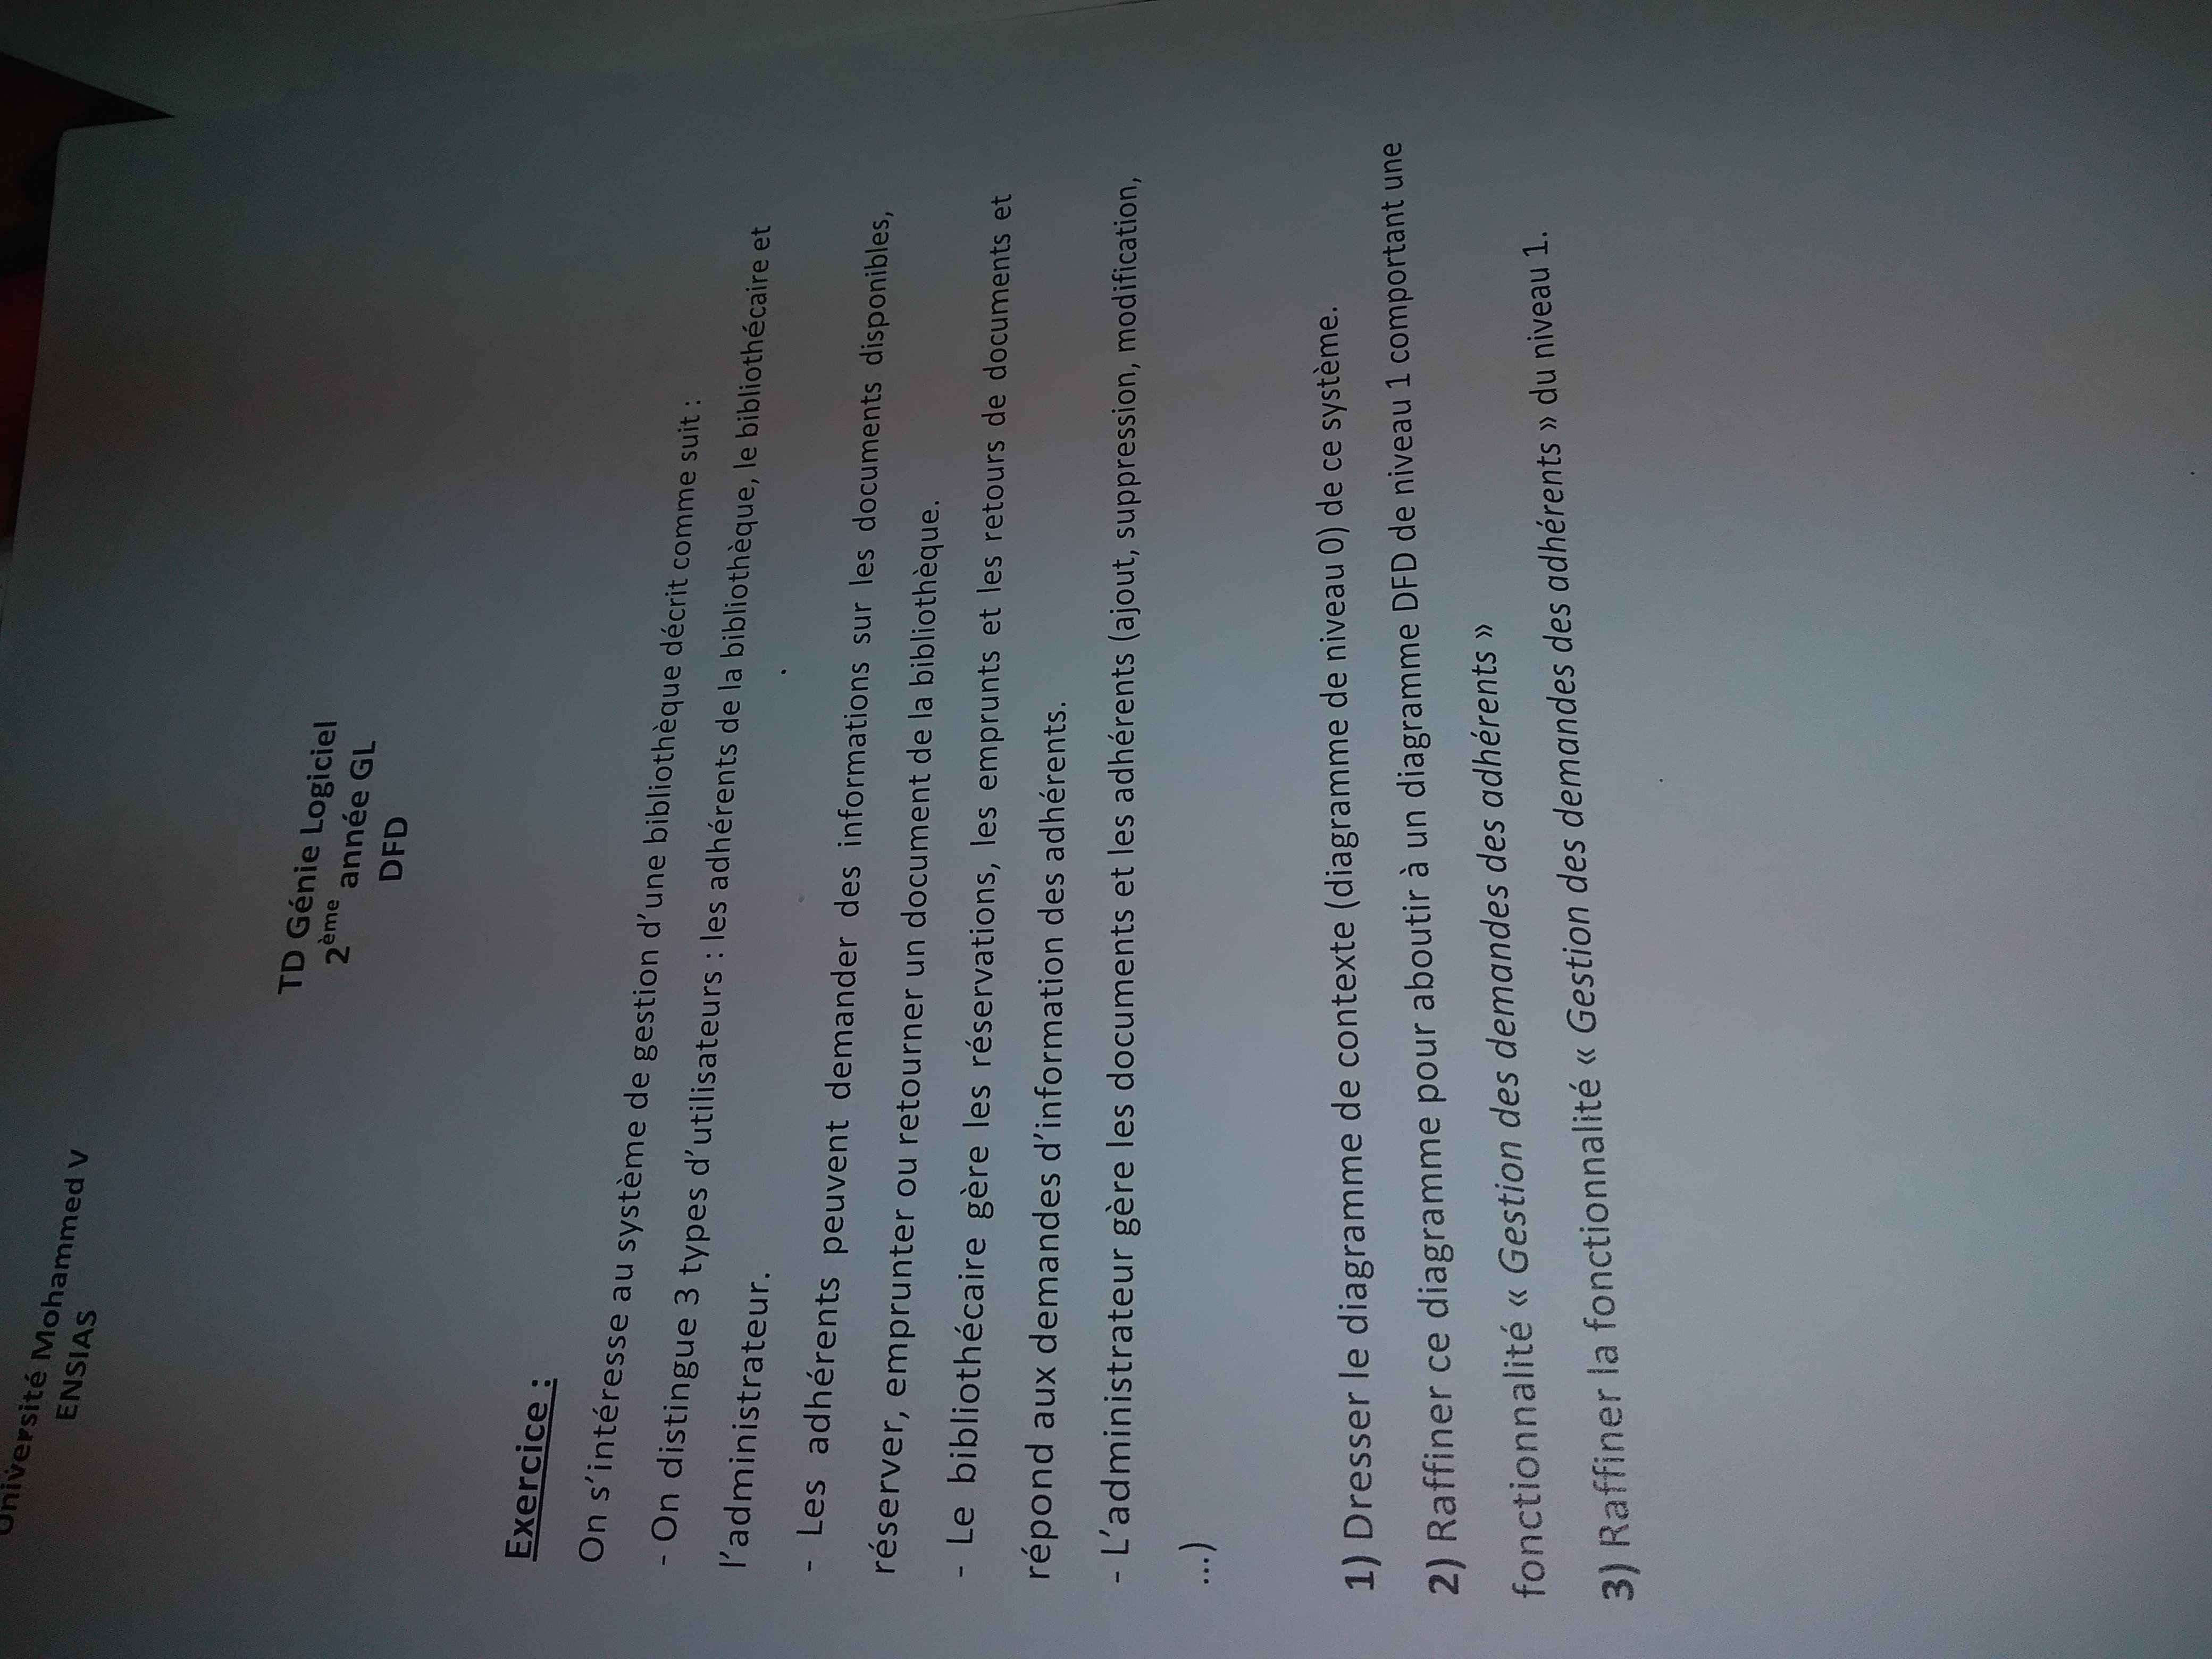 Université Mohammed V
ENSIAS
TD Génie Logiciel
2ème année GL
DFD
Exercice :
On s’intéresse au système de gestion d’une bibliothèque décrit comme suit :
- On distingue 3 types d’utilisateurs : les adhérents de la bibliothèque, le bibliothécaire et
l’administrateur.
- Les adhérents peuvent demander des informations sur les documents disponibles,
réserver, emprunter ou retourner un document de la bibliothèque.
- Le bibliothécaire gère les réservations, les emprunts et les retours de documents et
répond aux demandes d’information des adhérents.
- L’administrateur gère les documents et les adhérents (ajout, suppression, modification,
...)
1) Dresser le diagramme de contexte (diagramme de niveau 0) de ce système.
2) Raffiner ce diagramme pour aboutir à un diagramme DFD de niveau 1 comportant une
fonctionnalité « Gestion des demandes des adhérents »
3) Raffiner la fonctionnalité « Gestion des demandes des adhérents » du niveau 1.